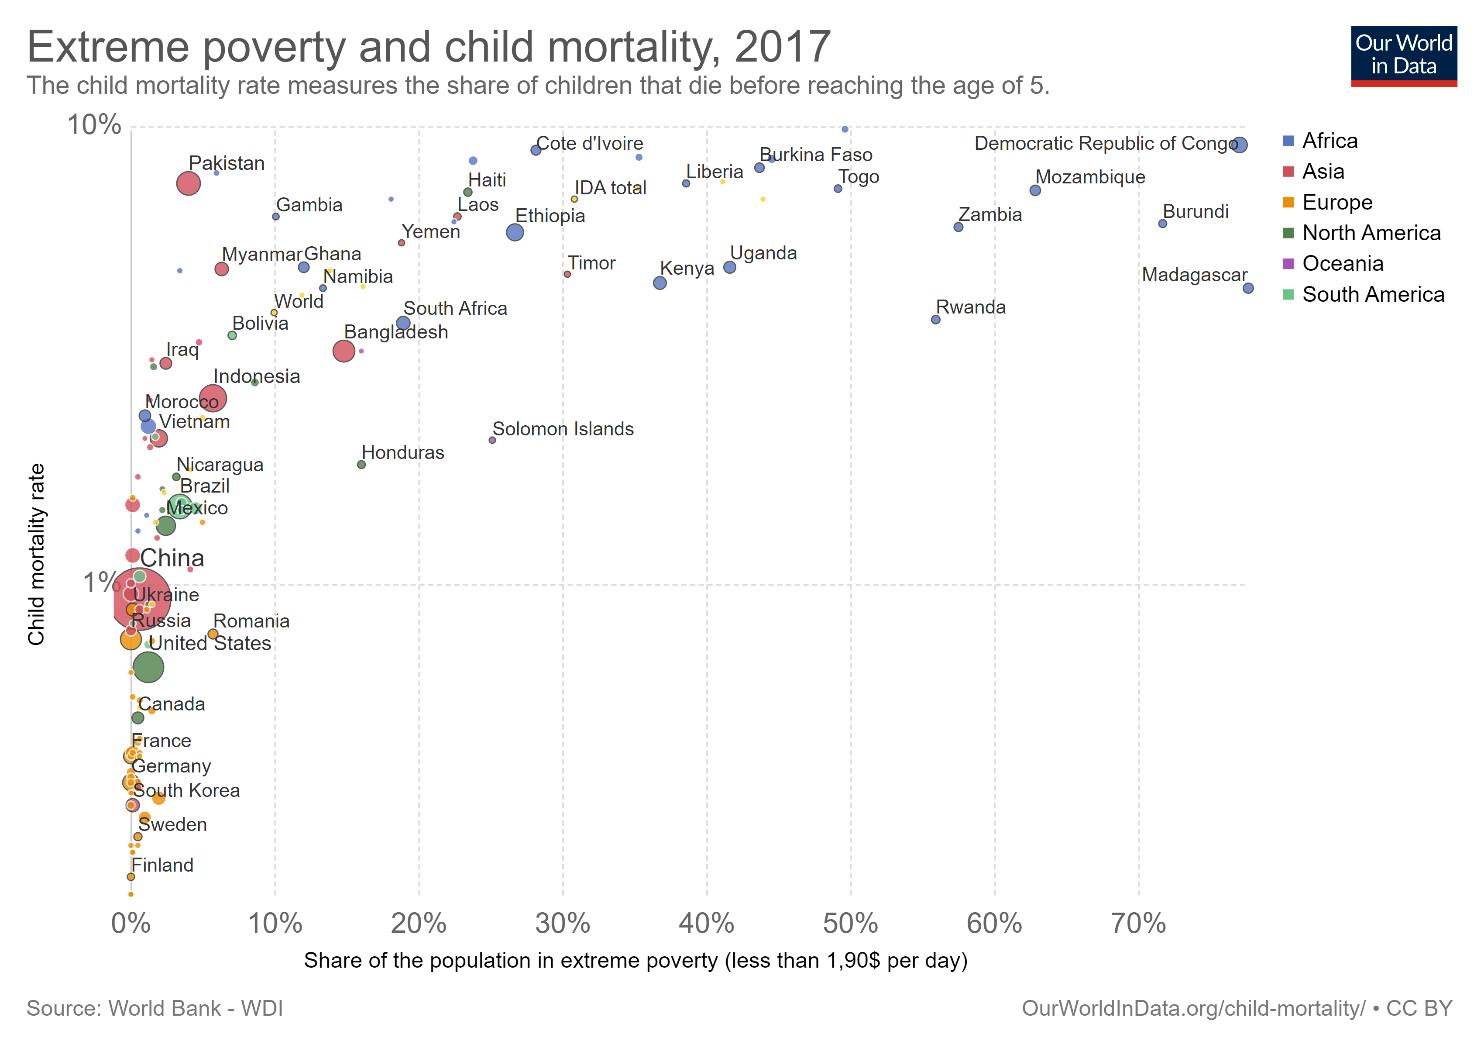 Extreme poverty and child mortality, 2017
The child mortality rate measures the share of children that die before reaching the age of 5.
Our World
in Data
10%
Cote d'Ivoire
Democratic Republic of Congo
Africa
Pakistan
Burkina Faso
Liberia
Togo
Mozambique
Asia
Haiti
IDA total
Gambia
Laos
Ethiopia
Zambia
Burundi
Europe
Yemen
North America
Myanmar
Ghana
Timor
Kenya
Uganda
Oceania
Namibia
Madagascar
World
South Africa
Rwanda
South America
Bolivia
Bangladesh
Iraq
Indonesia
Morocco
Vietnam
Solomon Islands
Honduras
Nicaragua
Brazil
Mexico
China
1%
Ukraine
Russia
Romania
United States
Canada
France
Germany
South Korea
Sweden
Finland
Child mortality rate
0%
10%
20%
30%
40%
50%
60%
70%
Share of the population in extreme poverty (less than 1,90$ per day)
Source: World Bank - WDI
OurWorldInData.org/child-mortality/ • CC BY